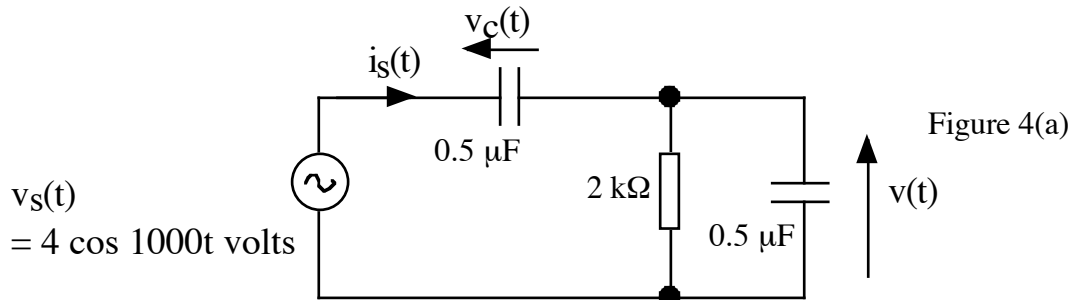 v_C(t)
i_s(t)
0.5 μF
Figure 4(a)
2 kΩ
v_s(t)
= 4 cos 1000t volts
v(t)
0.5 μF